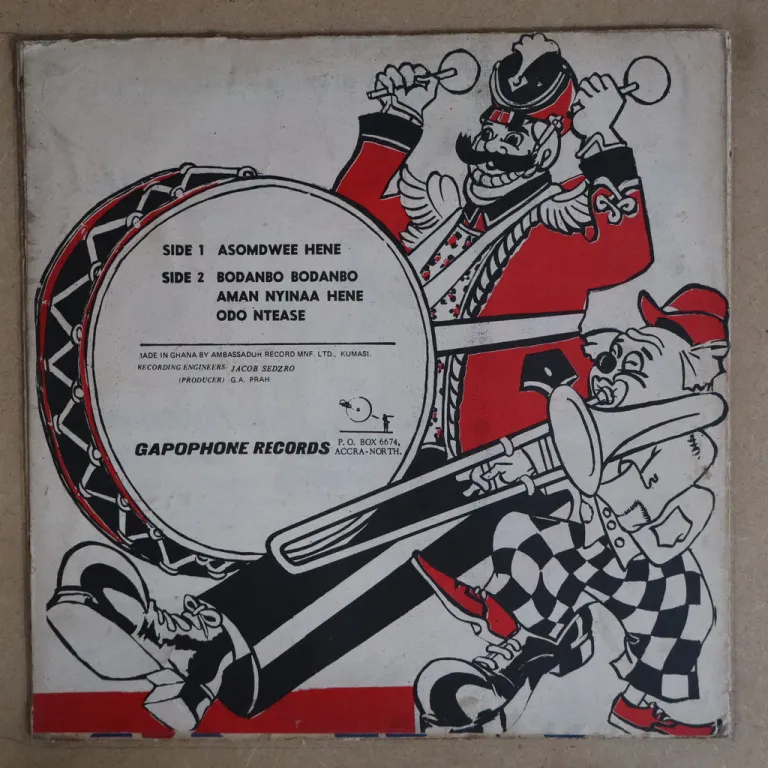 SIDE 1 ASOMDWEE HENE
SIDE 2 BODANBO BODANBO
AMAN NYINAA HENE
ODO NTEASE
MADE IN GHANA BY AMBASSADUH RECORD MNF. LTD., KUMASI.
RECORDING ENGINEERS: JACOB SEDZRO
(PRODUCER) G.A. PRAH
GAPOPHONE RECORDS
P. O. BOX 6674,
ACCRA-NORTH.